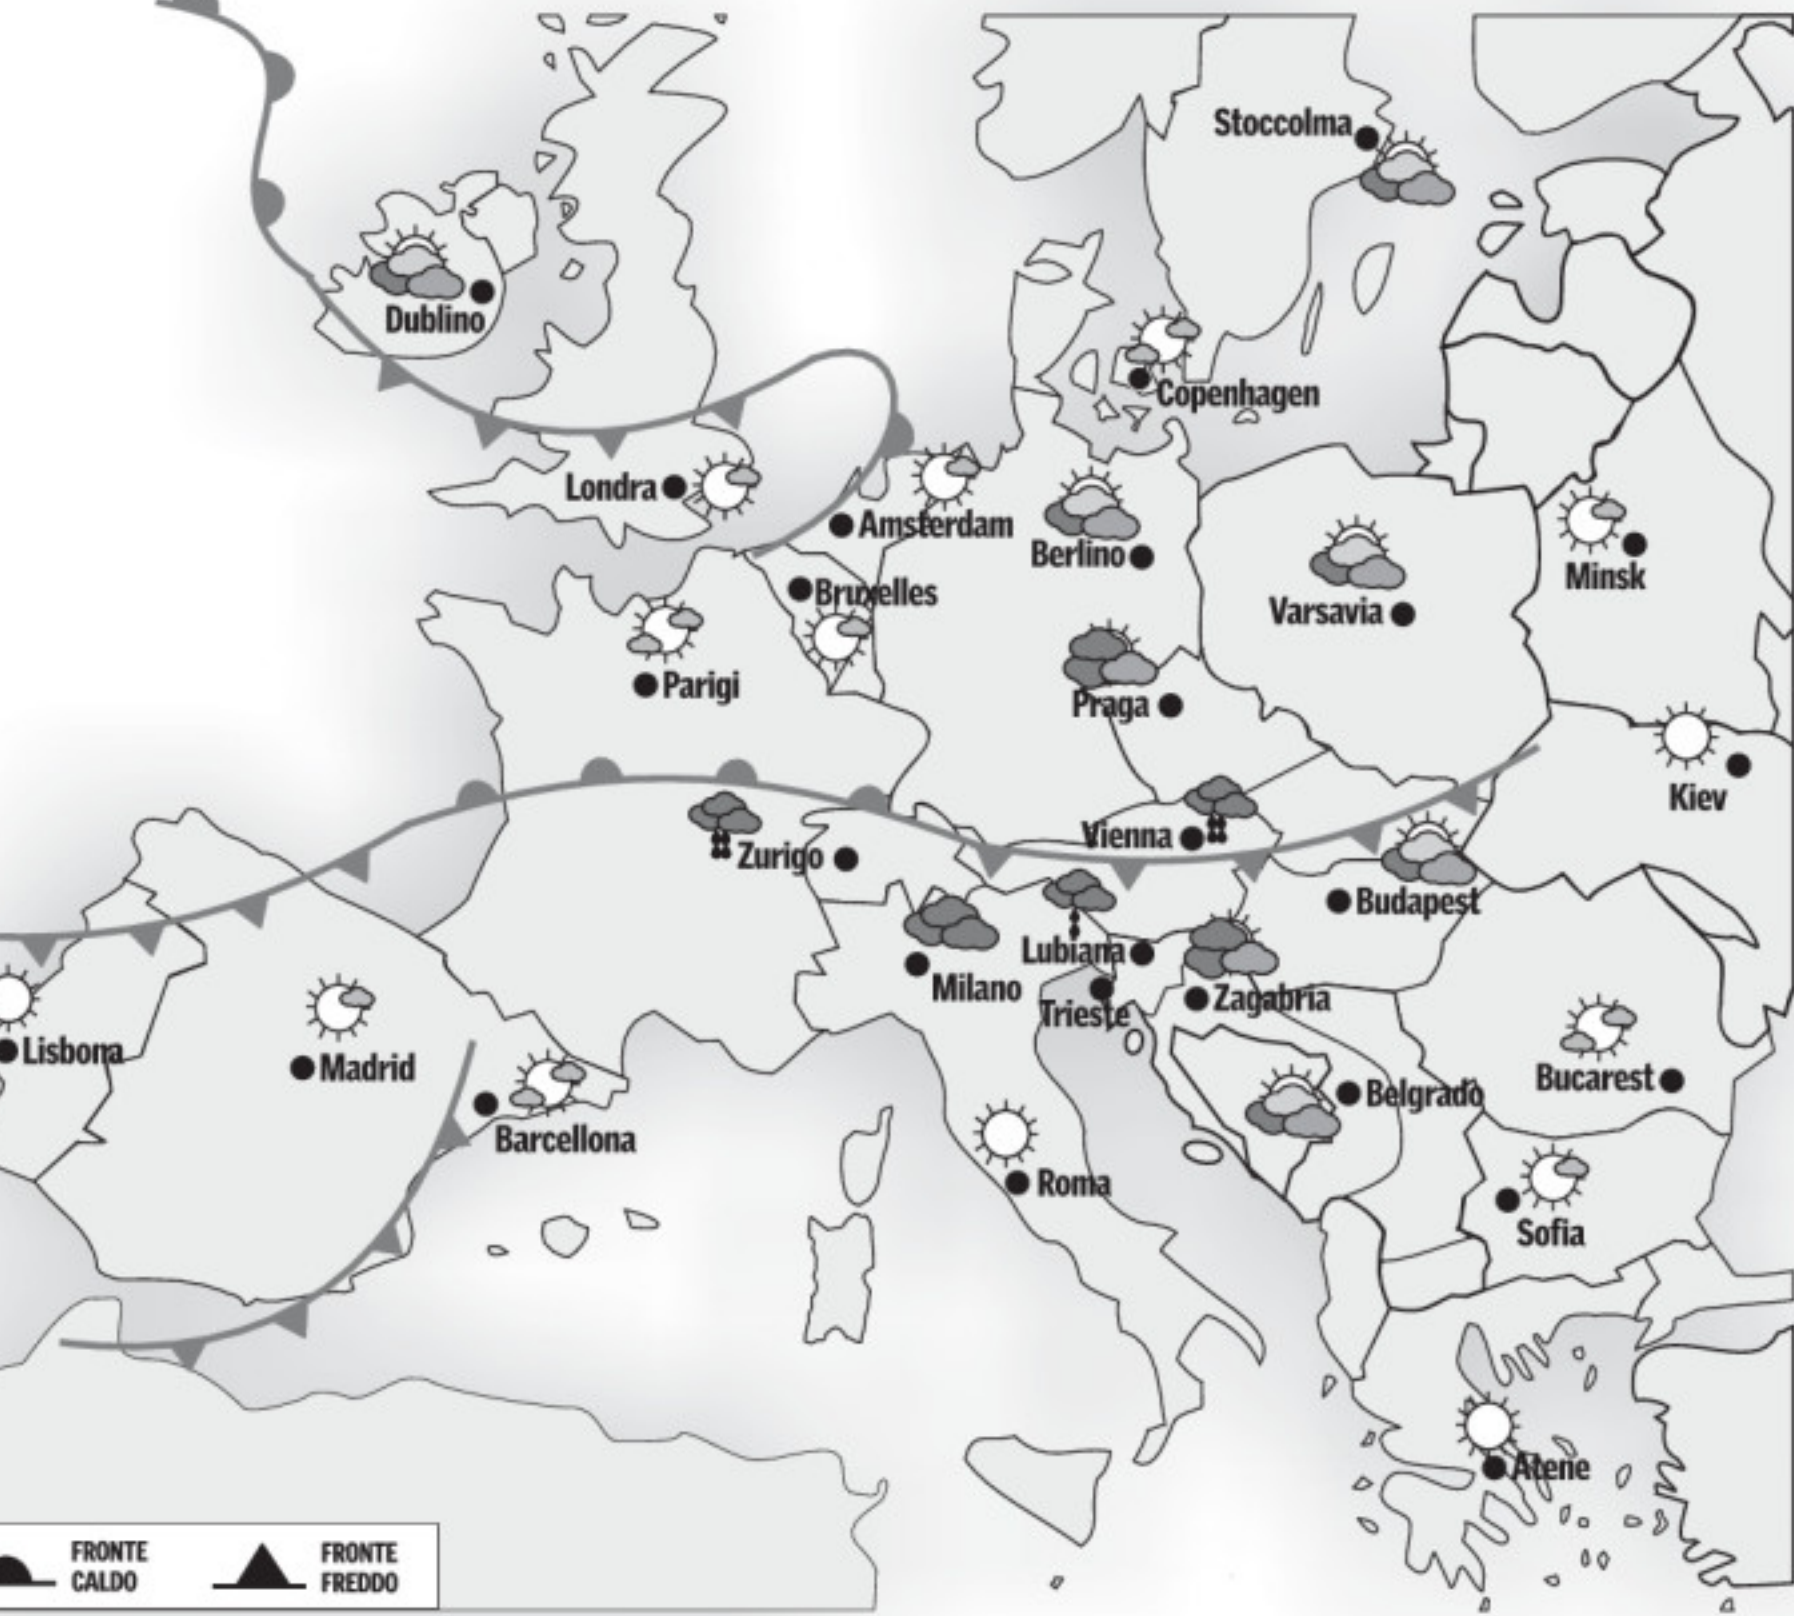 Stoccolma
Dublino
Copenhagen
Londra
Amsterdam
Berlino
Minsk
Bruxelles
Varsavia
Parigi
Praga
Kiev
Vienna
Zurigo
Budapest
Lubiana
Milano
Zagabria
Trieste
Lisbona
Madrid
Bucarest
Belgrado
Barcellona
Roma
Sofia
Atene
FRONTE
CALDO
FRONTE
FREDDO